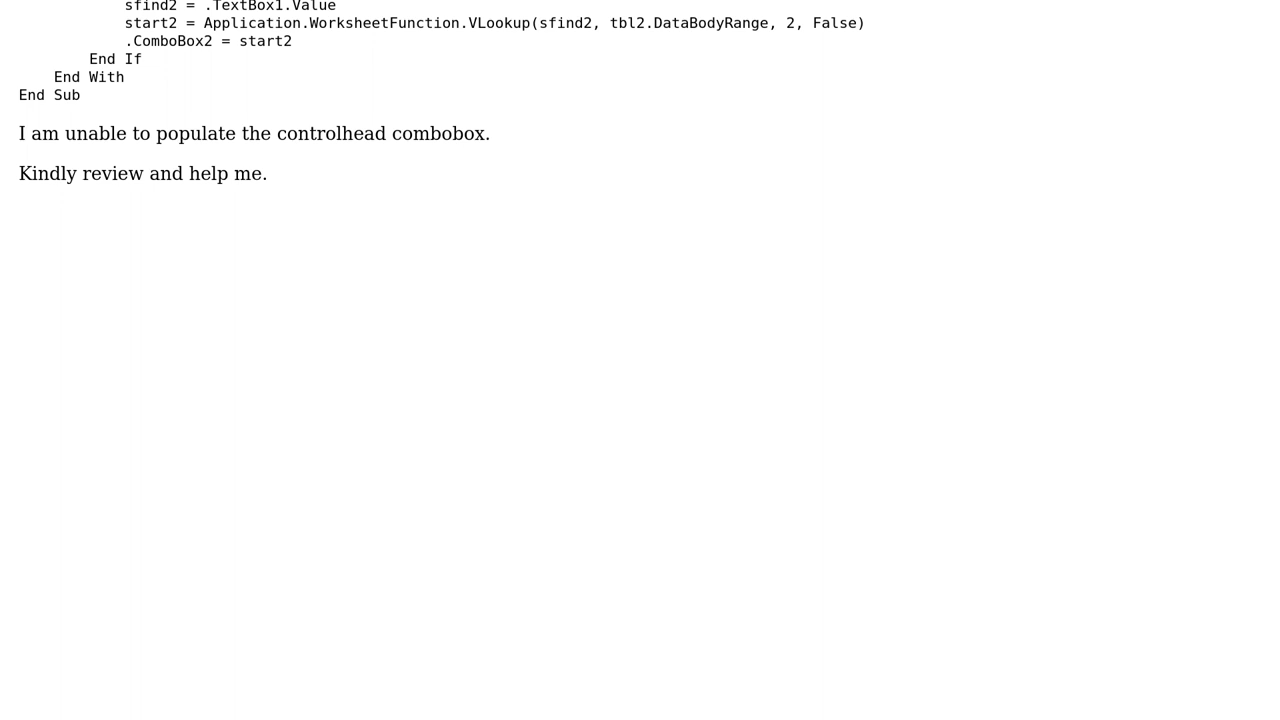 sfind2 = .TextBox1.Value
start2 = Application.WorksheetFunction.VLookup(sfind2, tbl2.DataBodyRange, 2, False)
.ComboBox2 = start2
End If
End With
End Sub
I am unable to populate the controlhead combobox.
Kindly review and help me.